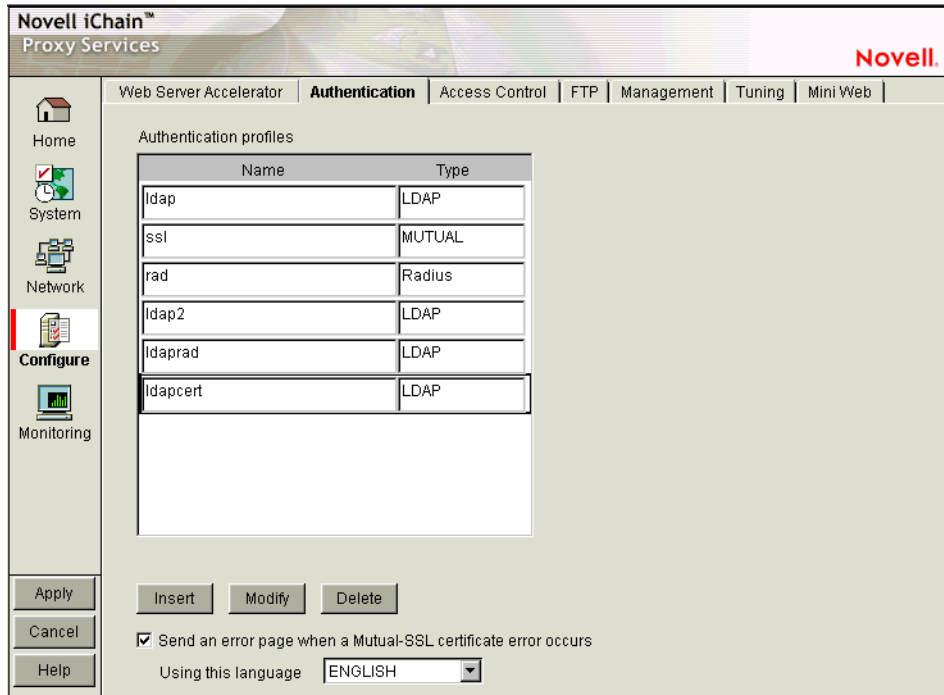 Novell iChain™
Proxy Services
Novell.
Web Server Accelerator
Authentication
Access Control
FTP
Management
Tuning
Mini Web
Home
System
Network
Configure
Monitoring
Authentication profiles
Name Type
ldap LDAP
ssl MUTUAL
rad Radius
ldap2 LDAP
ldaprad LDAP
ldapcert LDAP
Insert
Modify
Delete
Send an error page when a Mutual-SSL certificate error occurs
Using this language ENGLISH
Apply
Cancel
Help